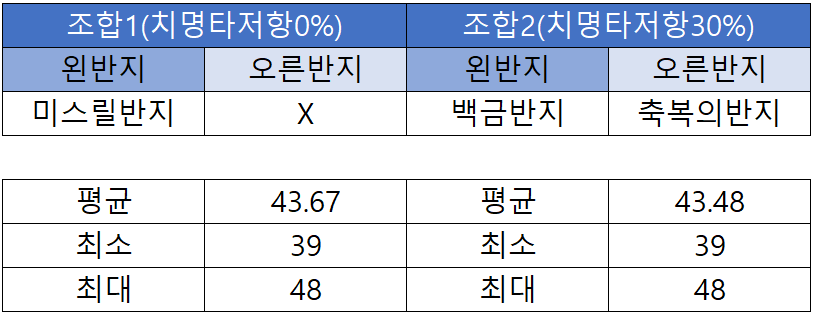 조합1(치명타저항0%) 조합2(치명타저항30%)
왼반지 오른반지 왼반지 오른반지
미스릴반지 X 백금반지 축복의반지
평균 43.67 평균 43.48
최소 39 최소 39
최대 48 최대 48